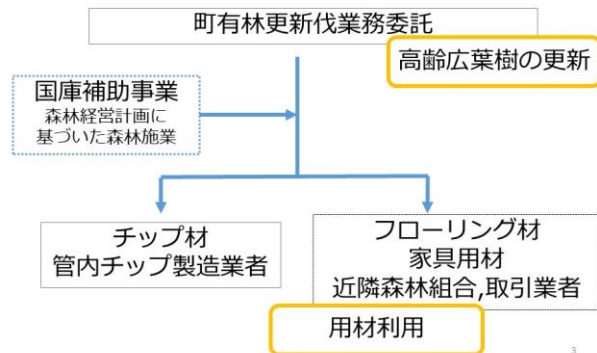 町有林更新伐業務委託
高齢広葉樹の更新
国庫補助事業
森林経営計画に
基づいた森林施業
チップ材
管内チップ製造業者
フローリング材
家具用材
近隣森林組合,取引業者
用材利用
3